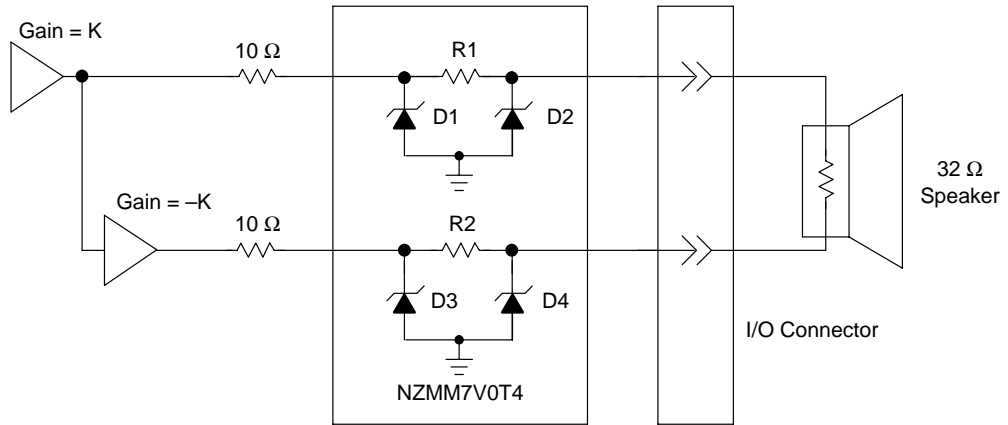 Gain = K
10 Ω
R1
D1
D2
32 Ω
Speaker
Gain = –K
10 Ω
R2
D3
D4
I/O Connector
NZMM7V0T4